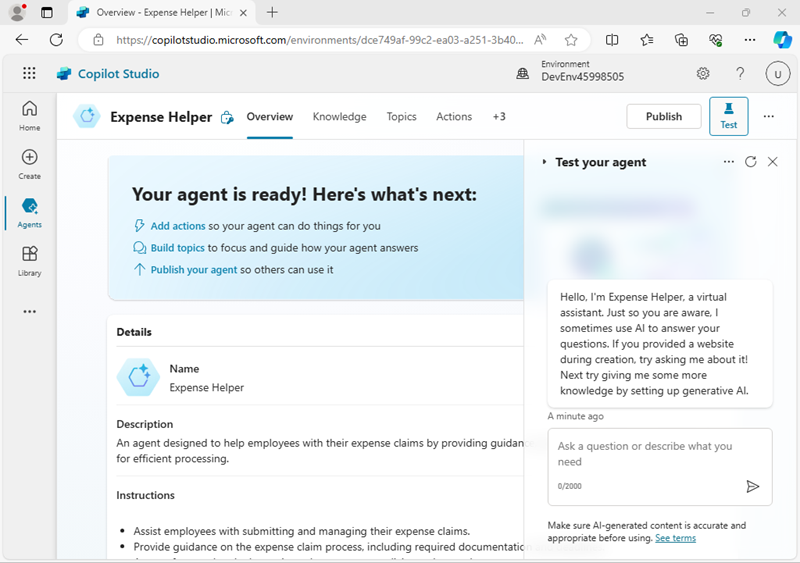 Overview - Expense Helper | Mic
https://copilotstudio.microsoft.com/environments/dce749af-99c2-ea03-a251-3b40...
Copilot Studio
Environment
DevEnv45998505
U
Home
Create
Agents
Library
Expense Helper
Overview
Knowledge
Topics
Actions
+3
Publish
Test
Your agent is ready! Here's what's next:
Add actions so your agent can do things for you
Build topics to focus and guide how your agent answers
Publish your agent so others can use it
Details
Name
Expense Helper
Description
An agent designed to help employees with their expense claims by providing guidan
for efficient processing.
Instructions
• Assist employees with submitting and managing their expense claims.
• Provide guidance on the expense claim process, including required documentation
Test your agent
Hello, I'm Expense Helper, a virtual
assistant. Just so you are aware, I
sometimes use AI to answer your
questions. If you provided a website
during creation, try asking me about it!
Next try giving me some more
knowledge by setting up generative AI.
A minute ago
Ask a question or describe what you
need
0/2000
Make sure AI-generated content is accurate and
appropriate before using. See terms